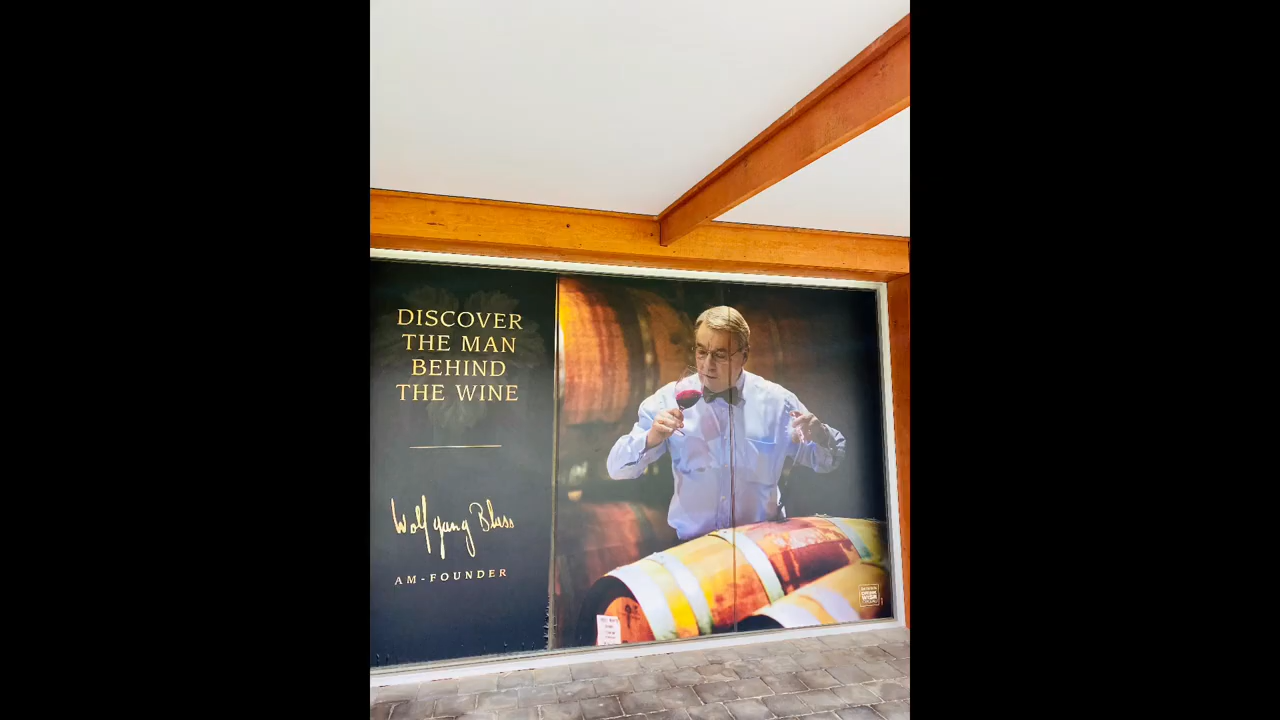 DISCOVER
THE MAN
BEHIND
THE WINE
Wolfgang Blass
AM-FOUNDER